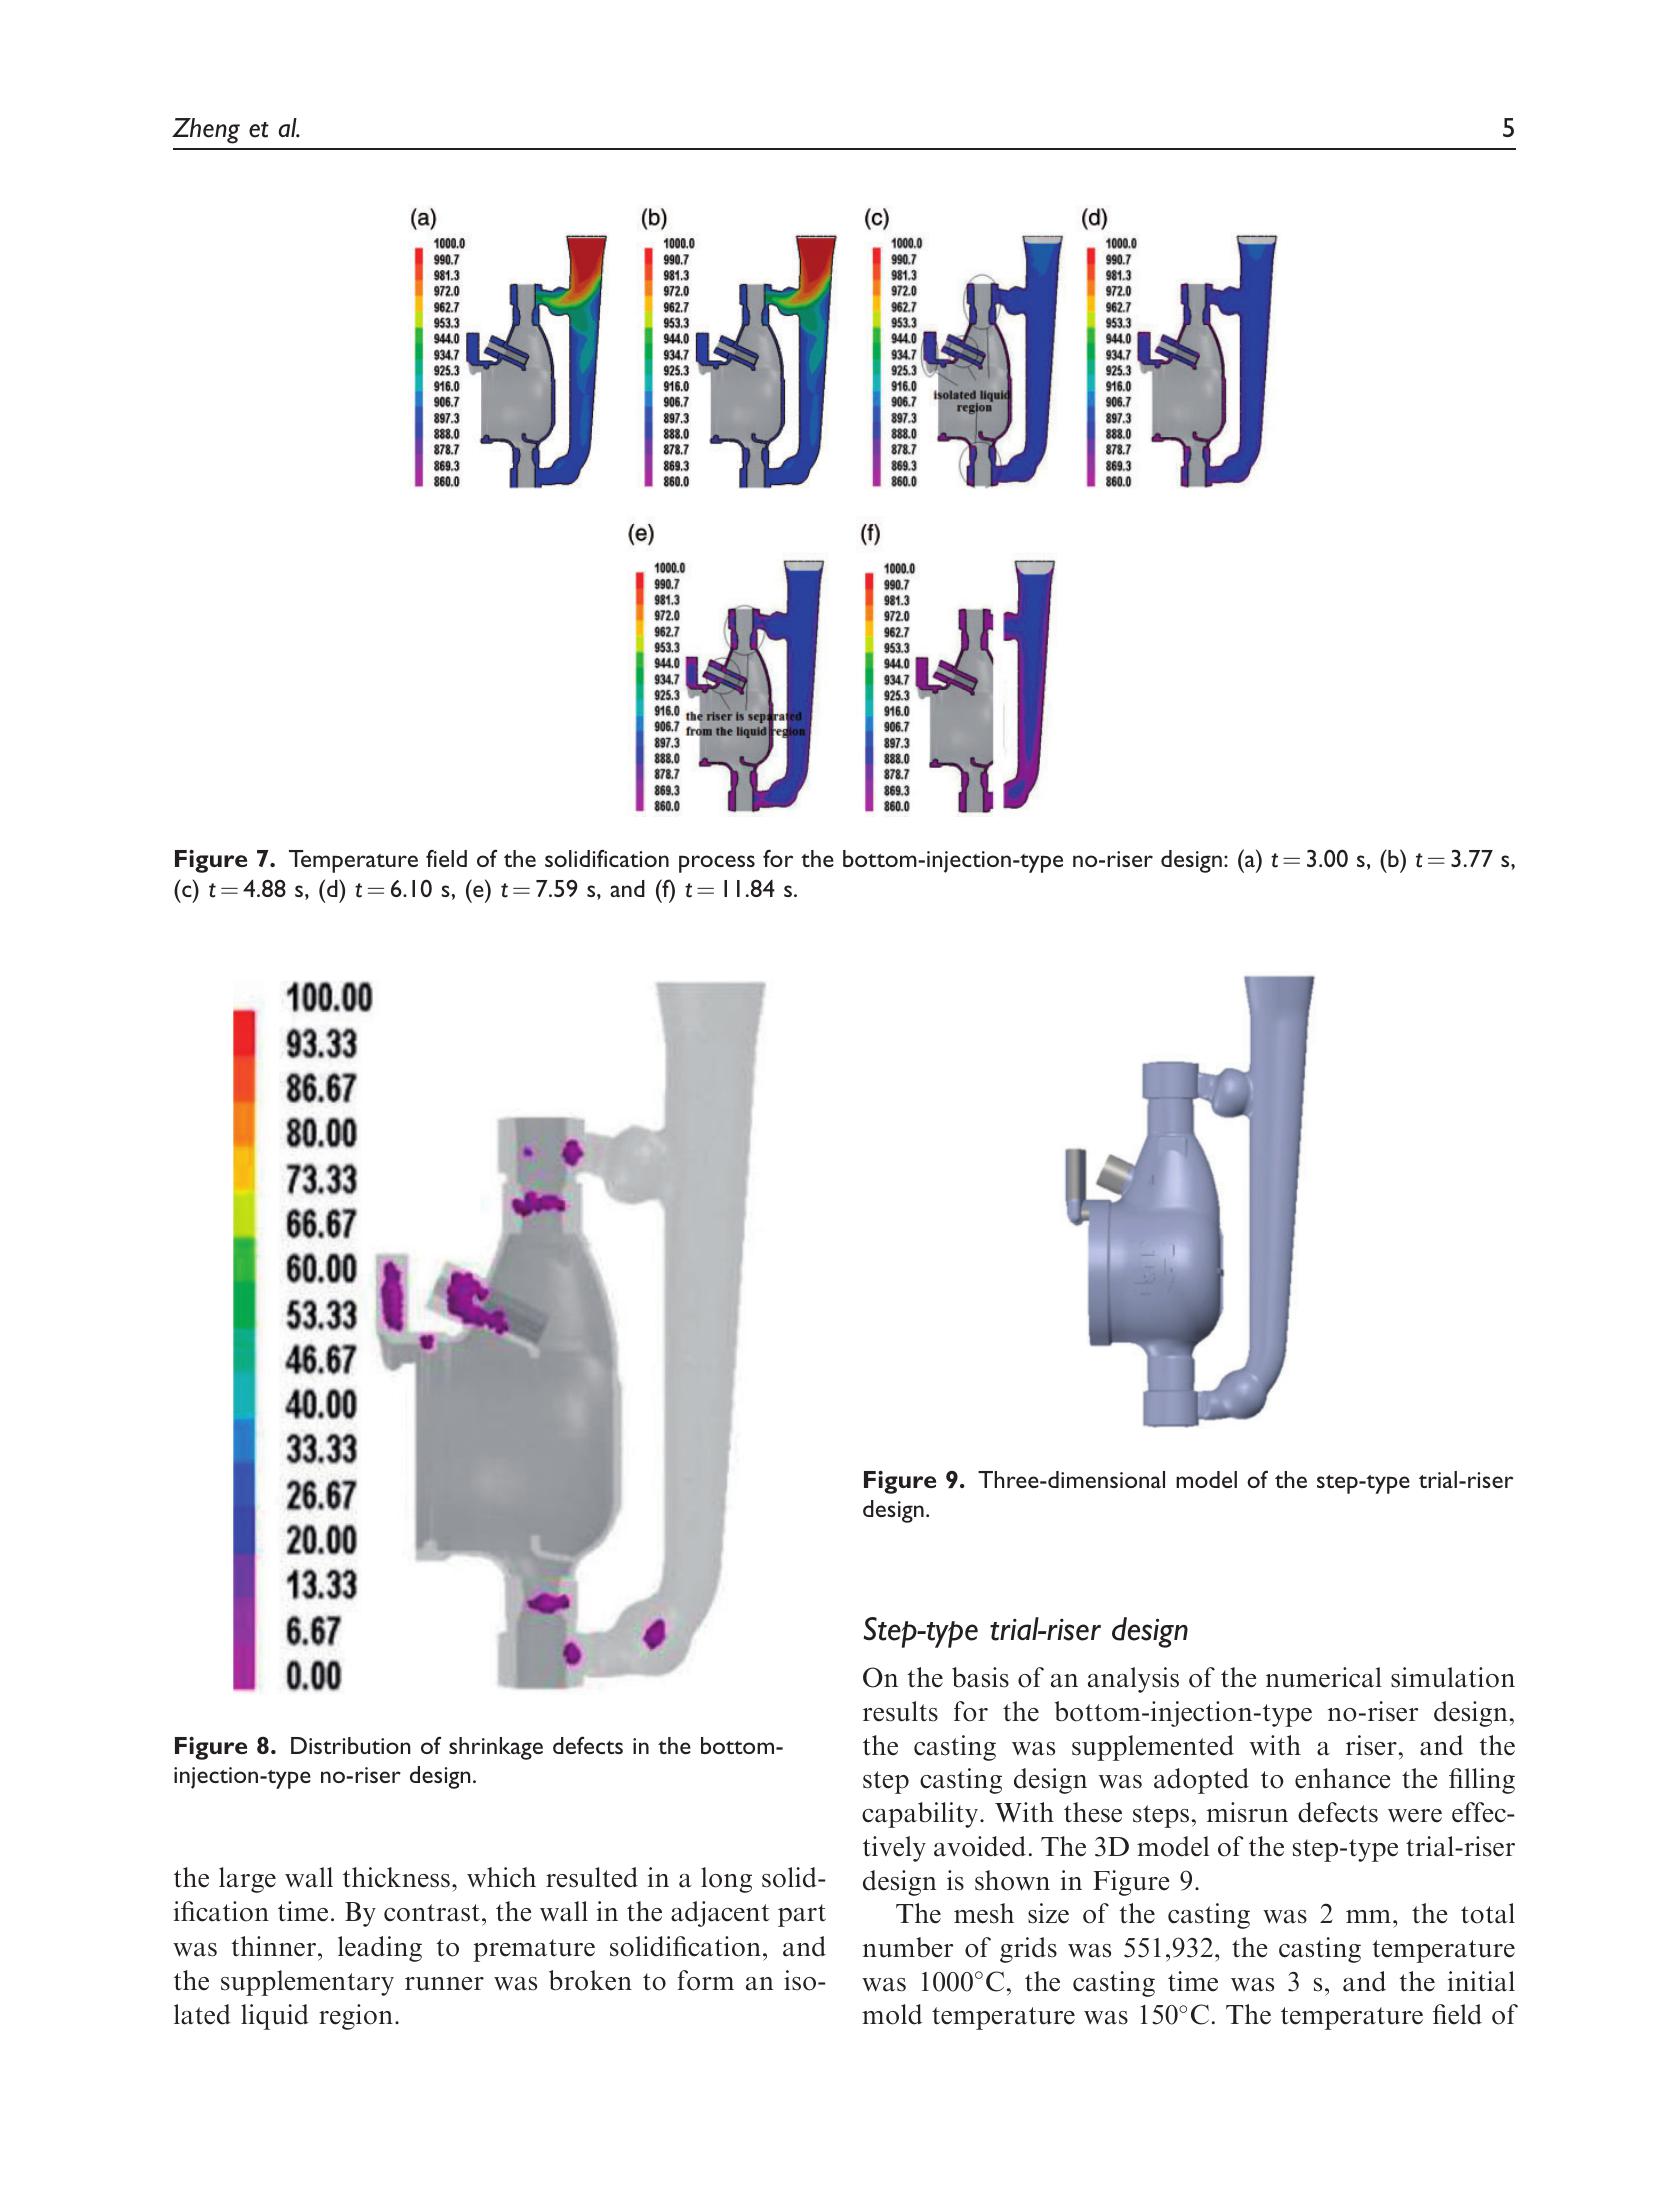 Zheng et al. 5
(a) (b) (c) (d)
1000.0 1000.0 1000.0 1000.0
990.7 990.7 990.7 990.7
981.3 981.3 981.3 981.3
972.0 972.0 972.0 972.0
962.7 962.7 962.7 962.7
953.3 953.3 953.3 953.3
944.0 944.0 944.0 944.0
934.7 934.7 934.7 934.7
925.3 925.3 925.3 925.3
916.0 916.0 916.0 916.0
906.7 906.7 906.7 906.7
897.3 897.3 897.3 897.3
888.0 888.0 888.0 888.0
878.7 878.7 878.7 878.7
869.3 869.3 869.3 869.3
860.0 860.0 860.0 860.0
isolated liquid
region
(e) (f)
1000.0 1000.0
990.7 990.7
981.3 981.3
972.0 972.0
962.7 962.7
953.3 953.3
944.0 944.0
934.7 934.7
925.3 925.3
916.0 916.0
906.7 906.7
897.3 897.3
888.0 888.0
878.7 878.7
869.3 869.3
860.0 860.0
the riser is separated
from the liquid region
Figure 7. Temperature field of the solidification process for the bottom-injection-type no-riser design: (a) t = 3.00 s, (b) t = 3.77 s,
(c) t = 4.88 s, (d) t = 6.10 s, (e) t = 7.59 s, and (f) t = 11.84 s.
100.00
93.33
86.67
80.00
73.33
66.67
60.00
53.33
46.67
40.00
33.33
26.67
20.00
13.33
6.67
0.00
Figure 8. Distribution of shrinkage defects in the bottom-
injection-type no-riser design.
the large wall thickness, which resulted in a long solid-
ification time. By contrast, the wall in the adjacent part
was thinner, leading to premature solidification, and
the supplementary runner was broken to form an iso-
lated liquid region.
Figure 9. Three-dimensional model of the step-type trial-riser
design.
Step-type trial-riser design
On the basis of an analysis of the numerical simulation
results for the bottom-injection-type no-riser design,
the casting was supplemented with a riser, and the
step casting design was adopted to enhance the filling
capability. With these steps, misrun defects were effec-
tively avoided. The 3D model of the step-type trial-riser
design is shown in Figure 9.
The mesh size of the casting was 2 mm, the total
number of grids was 551,932, the casting temperature
was 1000°C, the casting time was 3 s, and the initial
mold temperature was 150°C. The temperature field of